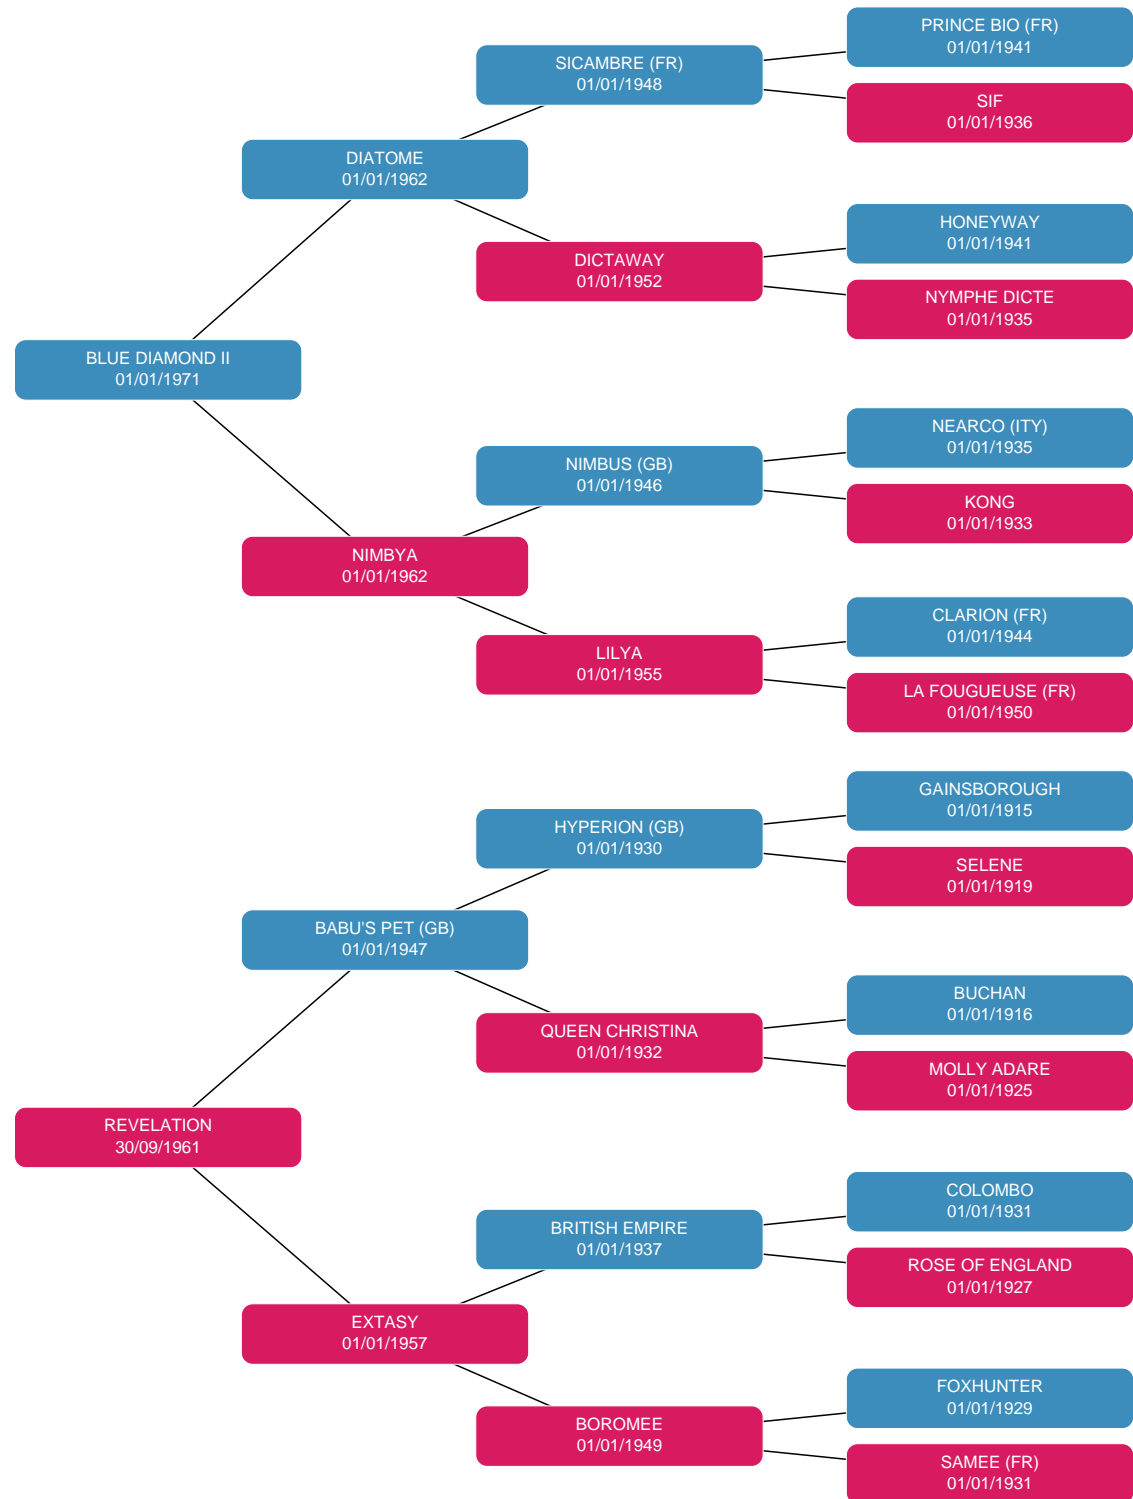 PRINCE BIO (FR)
01/01/1941
SICAMBRE (FR)
01/01/1948
SIF
01/01/1936
DIATOME
01/01/1962
HONEYWAY
01/01/1941
DICTAWAY
01/01/1952
NYMPHE DICTE
01/01/1935
BLUE DIAMOND II
01/01/1971
NEARCO (ITY)
01/01/1935
NIMBUS (GB)
01/01/1946
KONG
01/01/1933
NIMBYA
01/01/1962
CLARION (FR)
01/01/1944
LILYA
01/01/1955
LA FOUGUEUSE (FR)
01/01/1950
GAINSBOROUGH
01/01/1915
HYPERION (GB)
01/01/1930
SELENE
01/01/1919
BABU'S PET (GB)
01/01/1947
BUCHAN
01/01/1916
QUEEN CHRISTINA
01/01/1932
MOLLY ADARE
01/01/1925
REVELATION
30/09/1961
COLOMBO
01/01/1931
BRITISH EMPIRE
01/01/1937
ROSE OF ENGLAND
01/01/1927
EXTASY
01/01/1957
FOXHUNTER
01/01/1929
BOROMEE
01/01/1949
SAMEE (FR)
01/01/1931